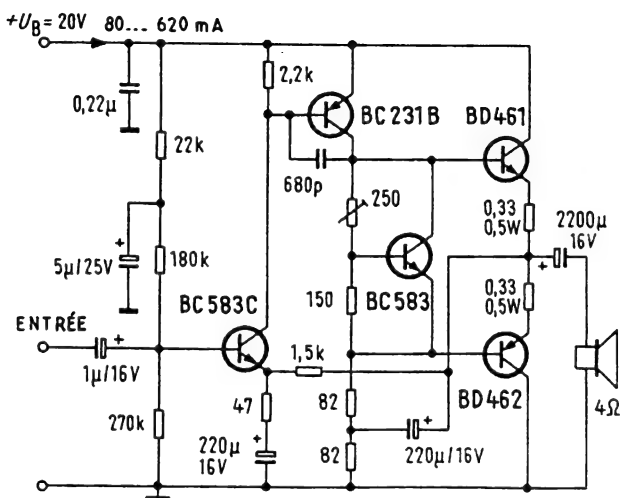 +U_B = 20V 80... 620 mA
0,22µ
2,2k
BC231B
BD461
22k
680p
250
0,33
0,5W
2200µ
16V
5µ/25V
180k
BC583C
150
BC583
0,33
0,5W
ENTRÉE
1µ/16V
1,5k
BD462
4Ω
47
82
270k
220µ
16V
82
220µ/16V